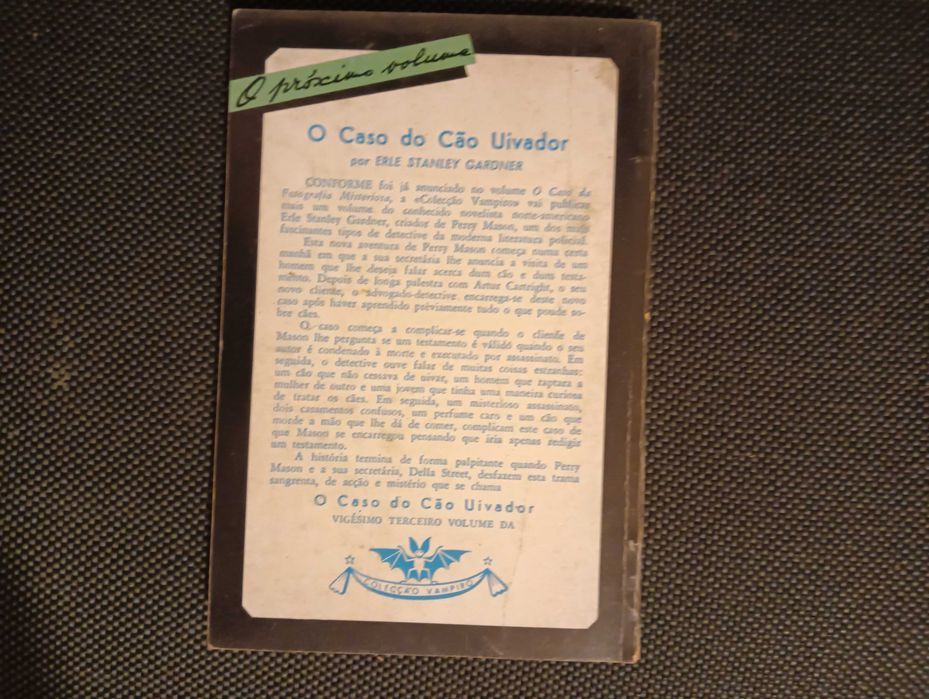 O próximo volume
O Caso do Cão Uivador
por ERLE STANLEY GARDNER
CONFORME foi já anunciado no volume O Caso da
Fotografia Misteriosa, a «Colecção Vampiro» vai publicar
mais um volume do conhecido novelista norte-americano
Erle Stanley Gardner, criador de Perry Mason, um dos mais
fascinantes tipos de detective da moderna literatura policial.
Esta nova aventura de Perry Mason começa numa certa
manhã em que a sua secretária lhe anuncia a visita de um
homem que lhe deseja falar acerca dum cão e dum testa-
mento. Depois de longa palestra com Artur Cartright, o seu
novo cliente, o advogado-detective encarrega-se deste novo
caso após haver aprendido prèviamente tudo o que poude so-
bre cães.
O caso começa a complicar-se quando o cliente de
Mason lhe pergunta se um testamento é válido quando o seu
autor é condenado à morte e executado por assassinato. Em
seguida, o detective ouve falar de muitas coisas estranhas:
um cão que não cessava de uivar, um homem que raptara a
mulher de outro e uma jovem que tinha uma maneira curiosa
de tratar os cães. Em seguida, um misterioso assassinato,
dois casamentos confusos, um perfume caro e um cão que
morde a mão que lhe dá de comer, complicam este caso de
que Mason se encarregou pensando que iria apenas redigir
um testamento.
A história termina de forma palpitante quando Perry
Mason e a sua secretária, Della Street, desfazem esta trama
sangrenta, de acção e mistério que se chama
O Caso do Cão Uivador
VIGÉSIMO TERCEIRO VOLUME DA
COLECÇÃO VAMPIRO